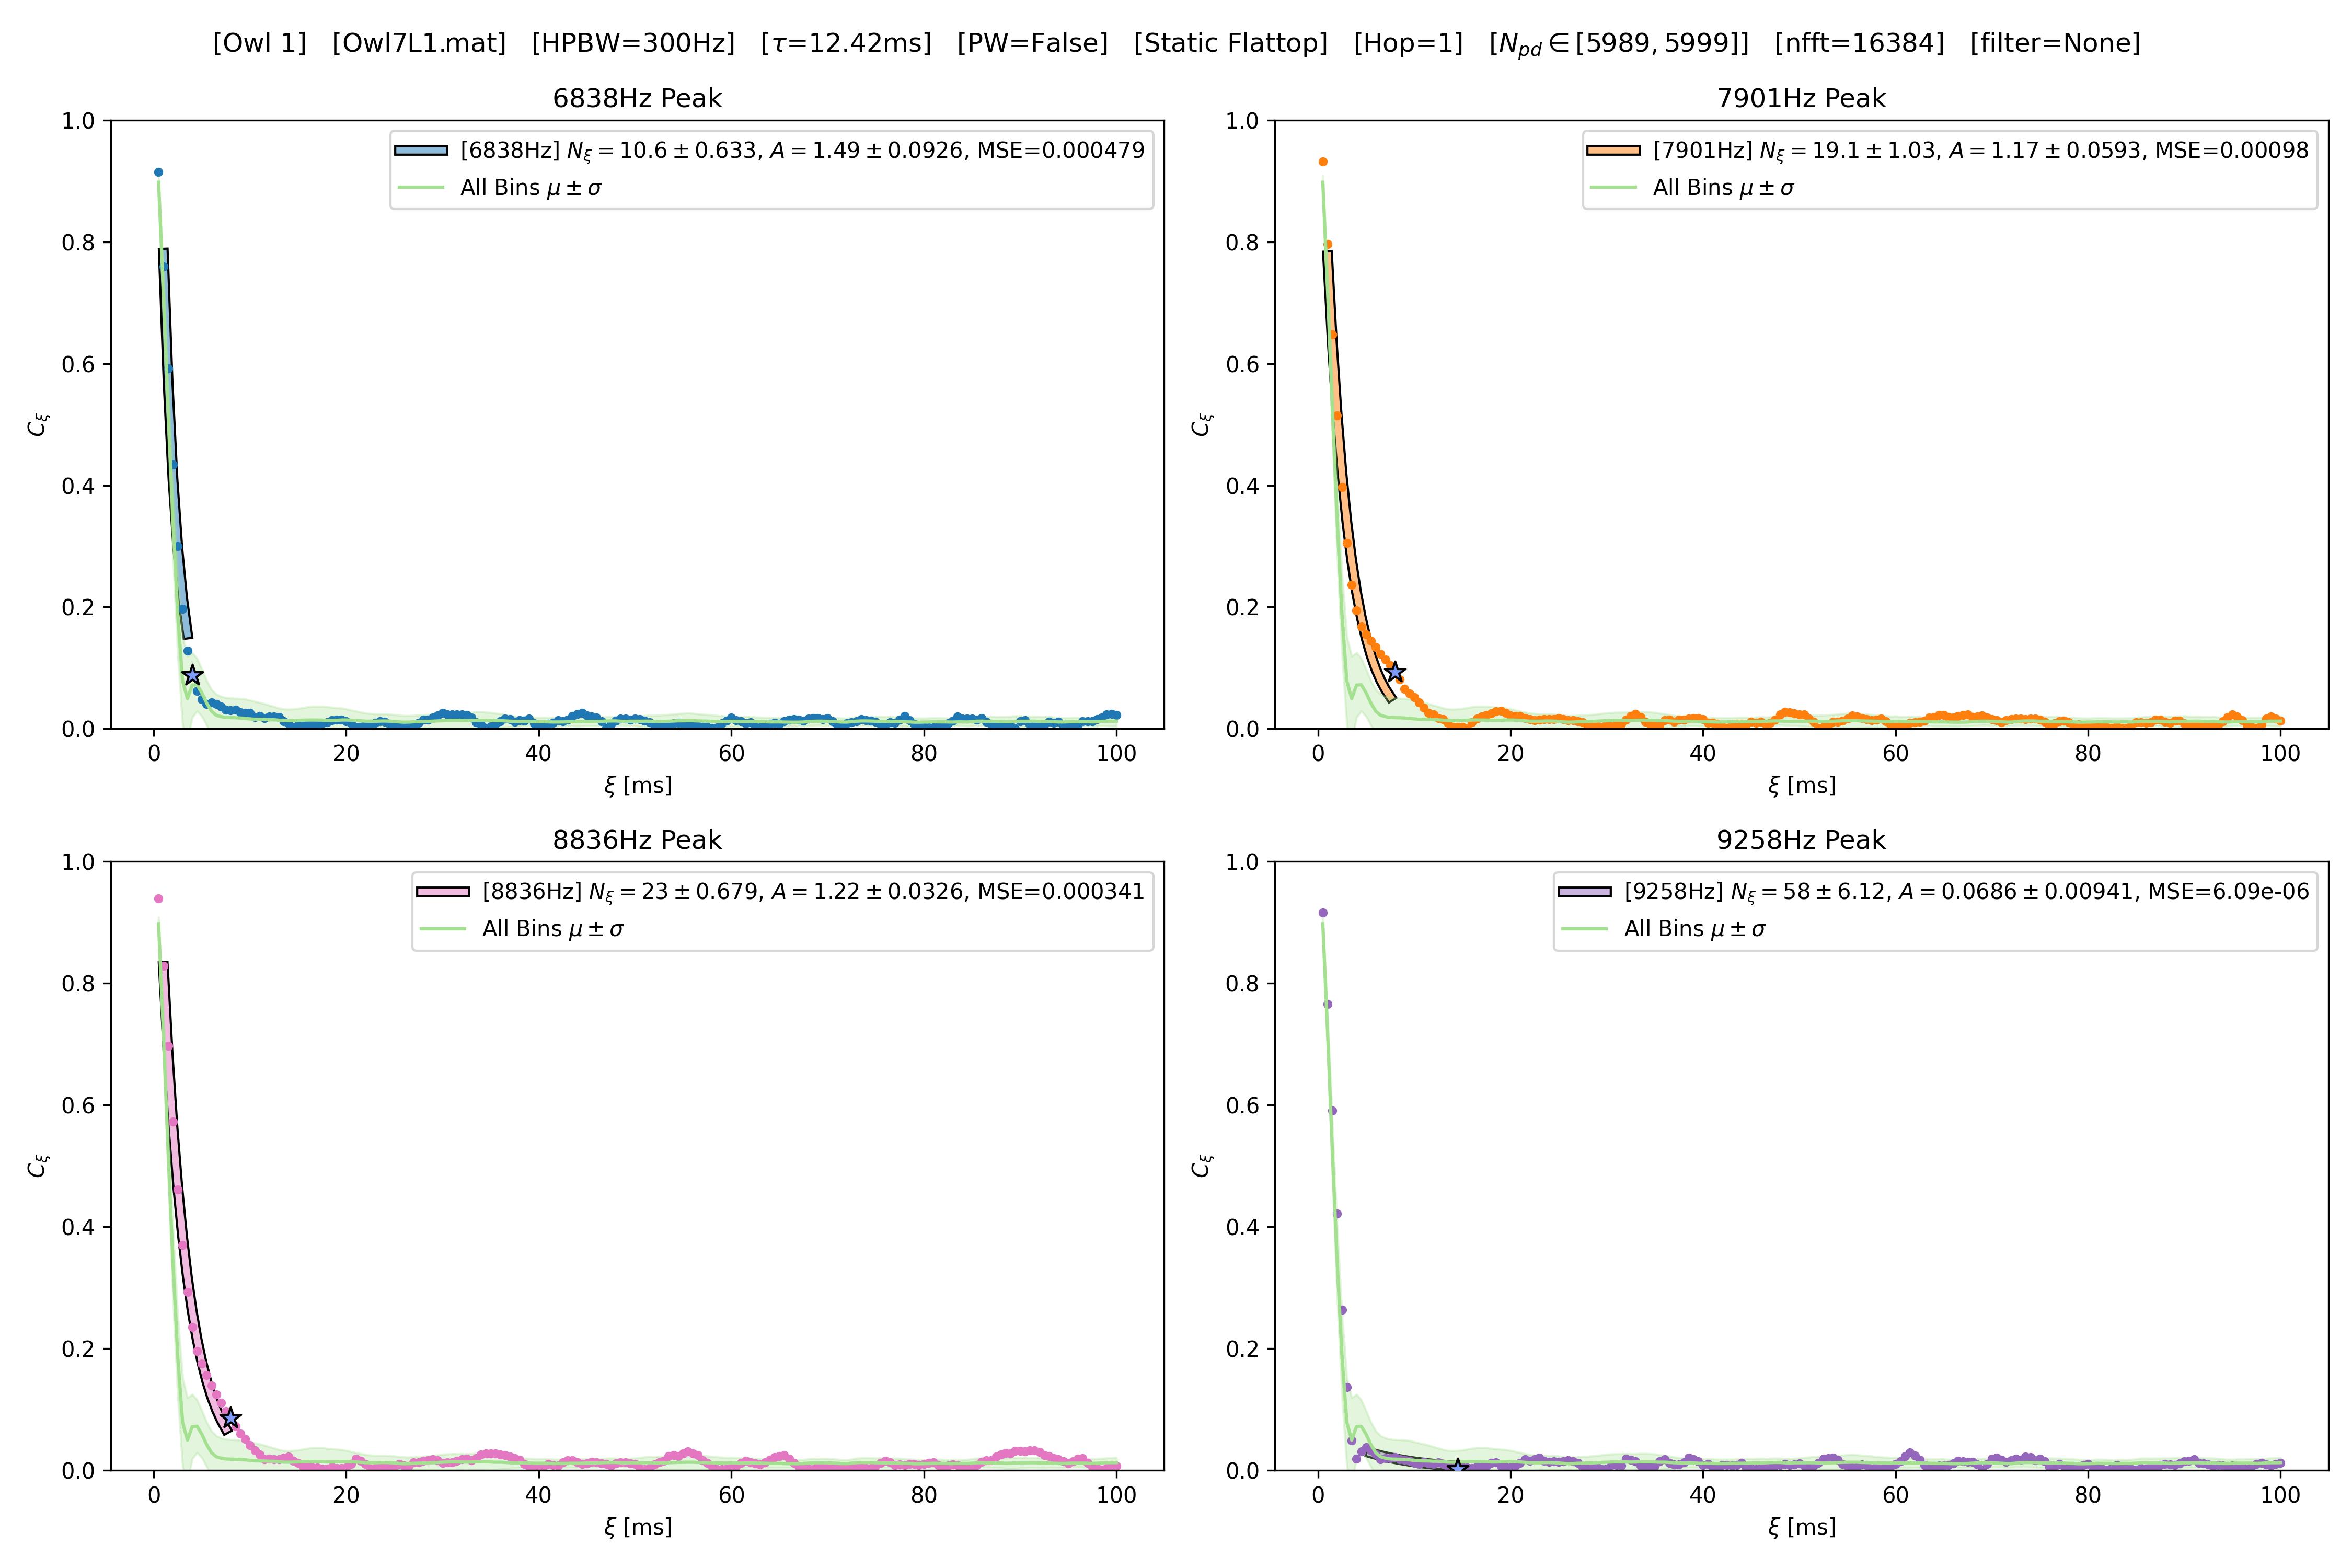 [Owl 1] [Owl7L1.mat] [HPBW=300Hz] [τ=12.42ms] [PW=False] [Static Flattop] [Hop=1] [N_pd ∈ [5989, 5999]] [nfft=16384] [filter=None]
6838Hz Peak
[6838Hz] N_ξ = 10.6 ± 0.633, A = 1.49 ± 0.0926, MSE=0.000479
All Bins μ ± σ
1.0
0.8
0.6
0.4
0.2
0.0
C_ξ
0 20 40 60 80 100
ξ [ms]
7901Hz Peak
[7901Hz] N_ξ = 19.1 ± 1.03, A = 1.17 ± 0.0593, MSE=0.00098
All Bins μ ± σ
1.0
0.8
0.6
0.4
0.2
0.0
C_ξ
0 20 40 60 80 100
ξ [ms]
8836Hz Peak
[8836Hz] N_ξ = 23 ± 0.679, A = 1.22 ± 0.0326, MSE=0.000341
All Bins μ ± σ
1.0
0.8
0.6
0.4
0.2
0.0
C_ξ
0 20 40 60 80 100
ξ [ms]
9258Hz Peak
[9258Hz] N_ξ = 58 ± 6.12, A = 0.0686 ± 0.00941, MSE=6.09e-06
All Bins μ ± σ
1.0
0.8
0.6
0.4
0.2
0.0
C_ξ
0 20 40 60 80 100
ξ [ms]